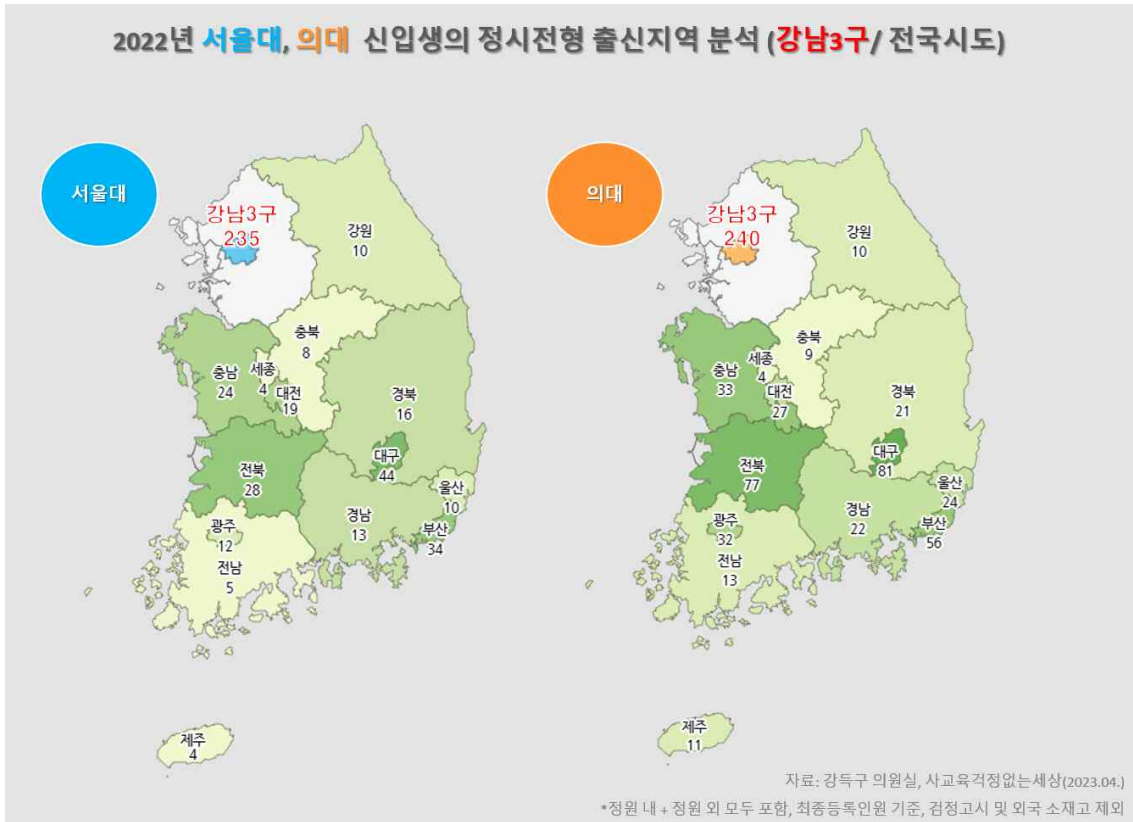 2022년 서울대, 의대 신입생의 정시전형 출신지역 분석 (강남3구/ 전국시도)
서울대
강남3구
235
강원
10
충북
8
세종
4
충남
24
대전
19
경북
16
대구
44
전북
28
울산
10
경남
13
부산
34
광주
12
전남
5
제주
4
의대
강남3구
240
강원
10
충북
9
세종
4
충남
33
대전
27
경북
21
대구
81
전북
77
울산
24
경남
22
부산
56
광주
32
전남
13
제주
11
자료: 강득구 의원실, 사교육걱정없는세상(2023.04.)
*정원 내 + 정원 외 모두 포함, 최종등록인원 기준, 검정고시 및 외국 소재고 제외